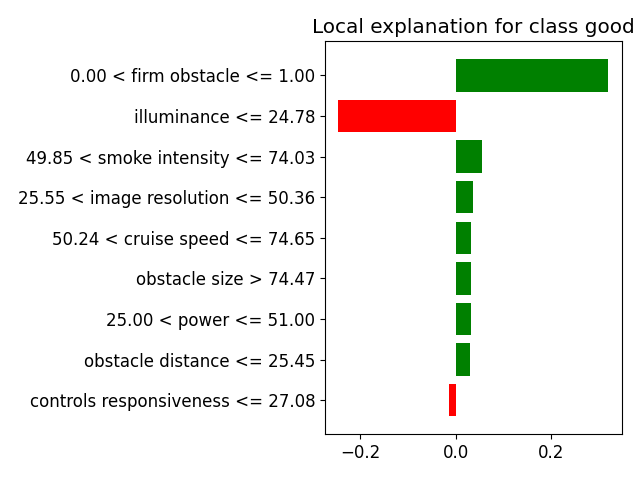 Local explanation for class good
0.00 < firm obstacle <= 1.00
illuminance <= 24.78
49.85 < smoke intensity <= 74.03
25.55 < image resolution <= 50.36
50.24 < cruise speed <= 74.65
obstacle size > 74.47
25.00 < power <= 51.00
obstacle distance <= 25.45
controls responsiveness <= 27.08
−0.2 0.0 0.2